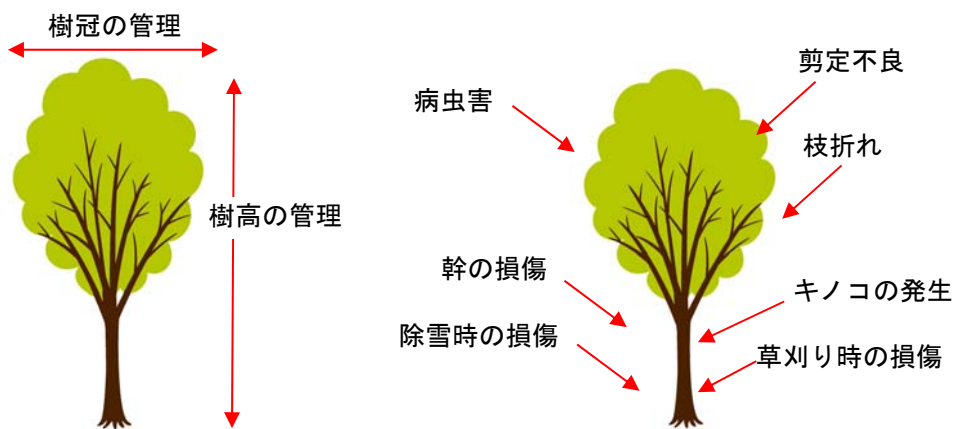 樹冠の管理
樹高の管理
病虫害
剪定不良
枝折れ
幹の損傷
キノコの発生
除雪時の損傷
草刈り時の損傷